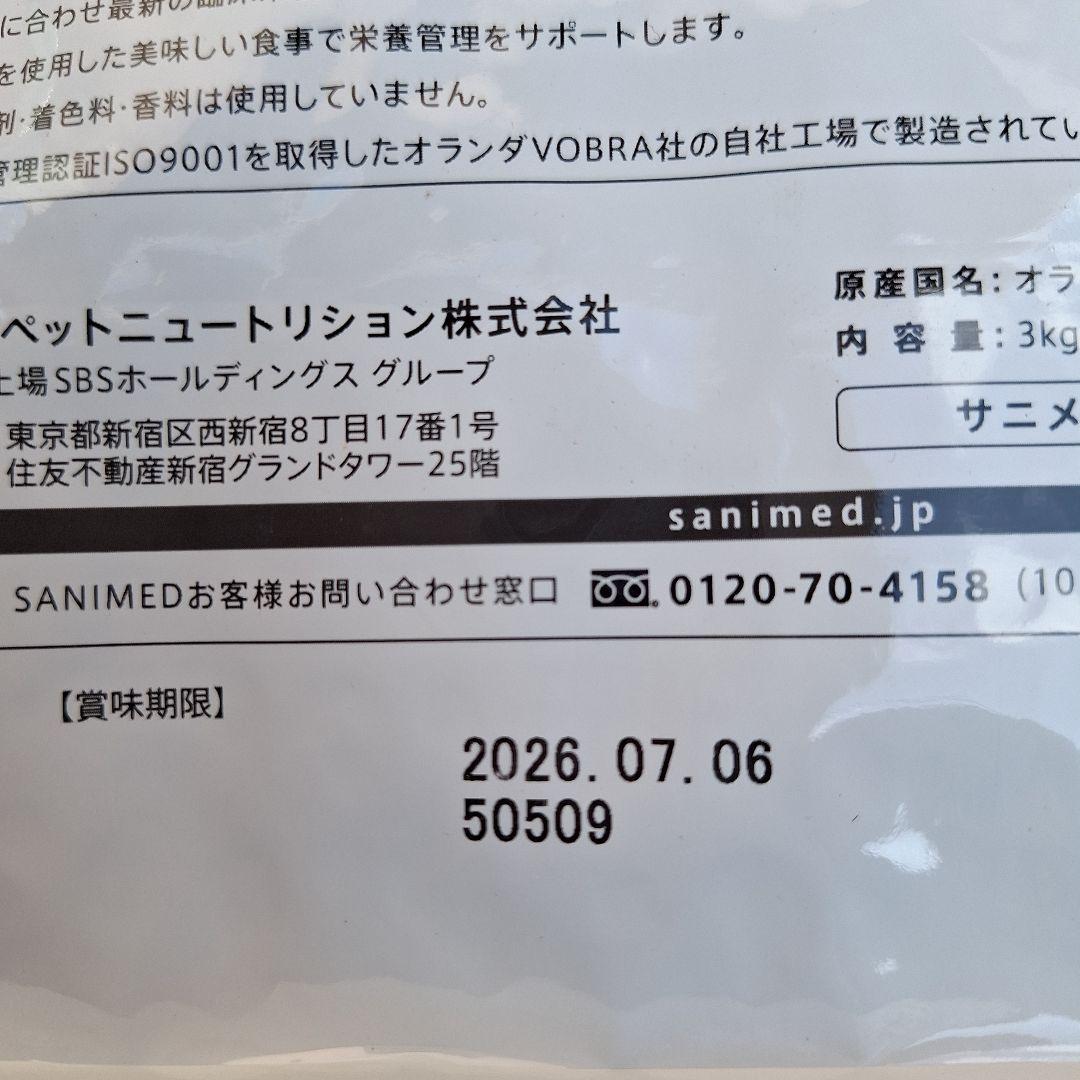 に合わせ最新の臨床
を使用した美味しい食事で栄養管理をサポートします。
剤・着色料・香料は使用していません。
管理認証ISO9001を取得したオランダVOBRA社の自社工場で製造されてい
ペットニュートリション株式会社
上場SBSホールディングス グループ
東京都新宿区西新宿8丁目17番1号
住友不動産新宿グランドタワー25階
原産国名：オラ
内容量：3kg
サニメ
sanimed.jp
SANIMEDお客様お問い合わせ窓口 0120-70-4158（10
【賞味期限】
2026.07.06
50509